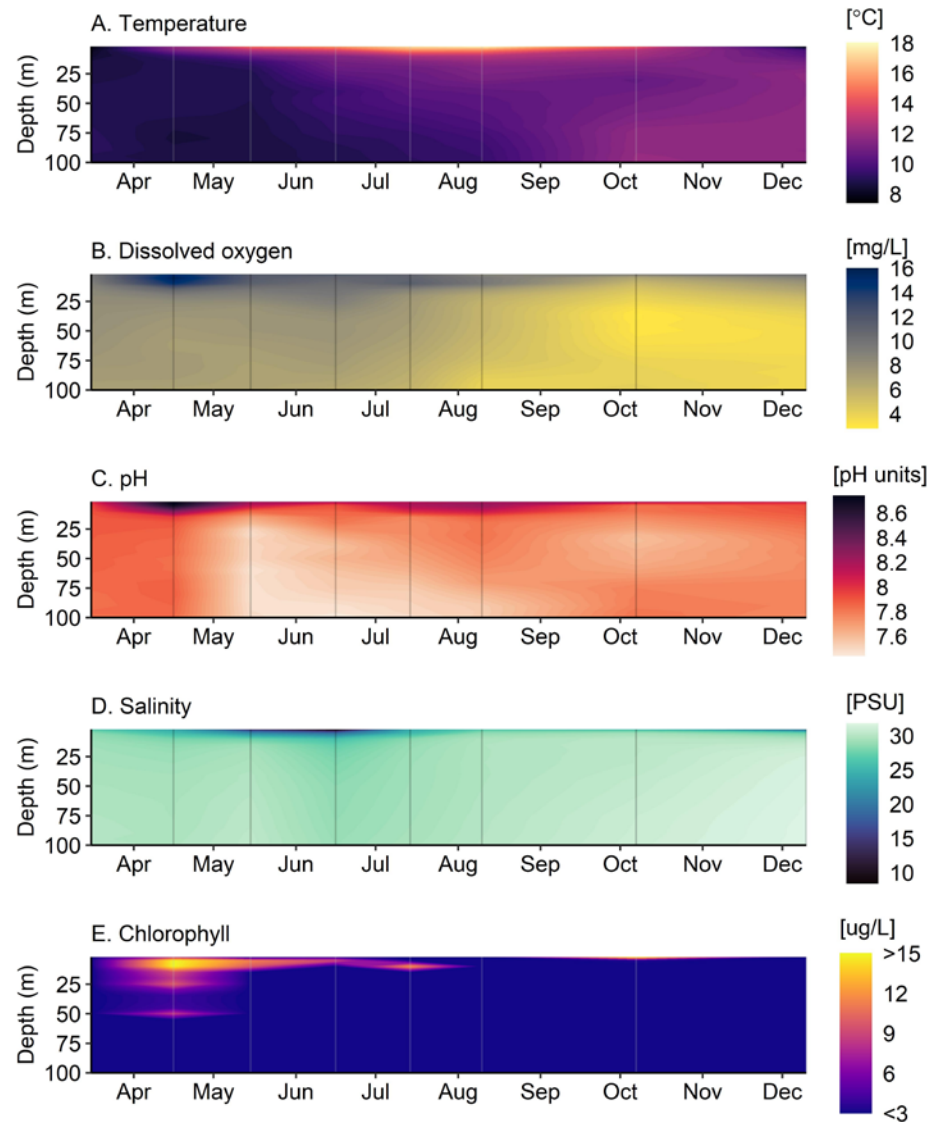 A. Temperature
[°C]
Depth (m)
25
50
75
100
Apr May Jun Jul Aug Sep Oct Nov Dec
18
16
14
12
10
8
B. Dissolved oxygen
[mg/L]
Depth (m)
25
50
75
100
Apr May Jun Jul Aug Sep Oct Nov Dec
16
14
12
10
8
6
4
C. pH
[pH units]
Depth (m)
25
50
75
100
Apr May Jun Jul Aug Sep Oct Nov Dec
8.6
8.4
8.2
8
7.8
7.6
D. Salinity
[PSU]
Depth (m)
25
50
75
100
Apr May Jun Jul Aug Sep Oct Nov Dec
30
25
20
15
10
E. Chlorophyll
[ug/L]
Depth (m)
25
50
75
100
Apr May Jun Jul Aug Sep Oct Nov Dec
>15
12
9
6
<3